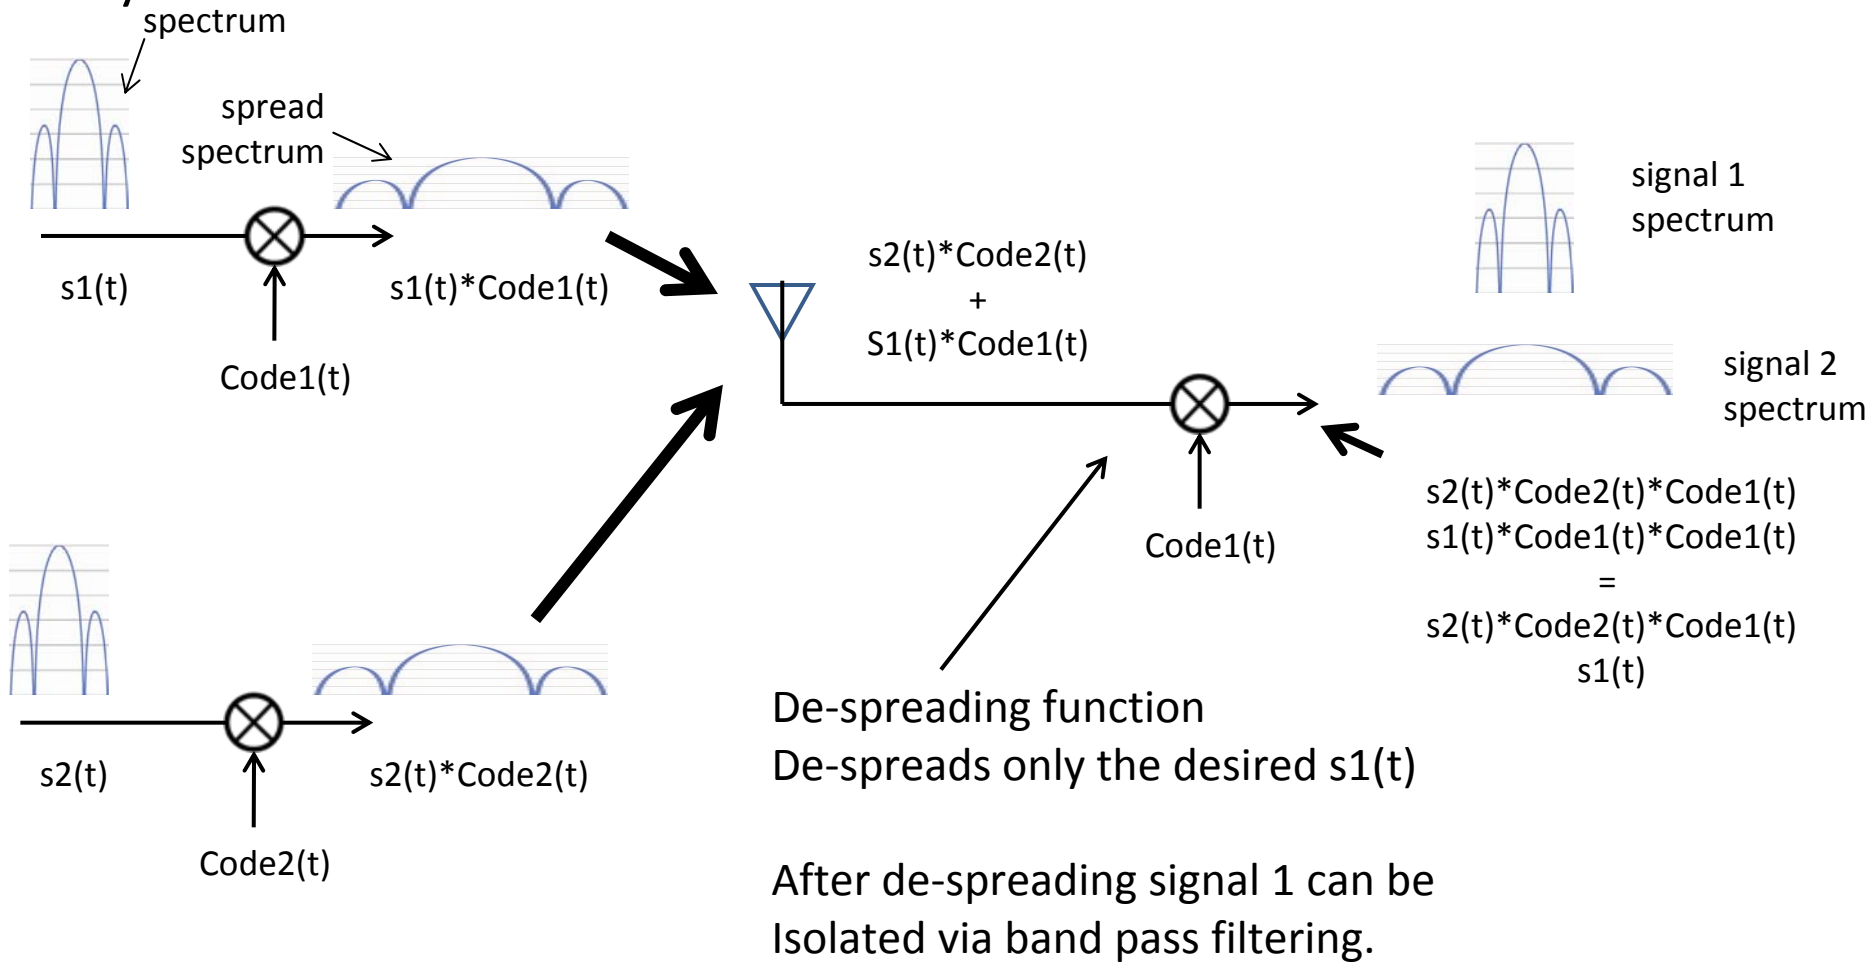 spectrum
spread
spectrum
s1(t)
s1(t)*Code1(t)
Code1(t)
s2(t)*Code2(t)
+
S1(t)*Code1(t)
signal 1
spectrum
signal 2
spectrum
Code1(t)
s2(t)*Code2(t)*Code1(t)
s1(t)*Code1(t)*Code1(t)
=
s2(t)*Code2(t)*Code1(t)
s1(t)
s2(t)
s2(t)*Code2(t)
Code2(t)
De-spreading function
De-spreads only the desired s1(t)
After de-spreading signal 1 can be
Isolated via band pass filtering.